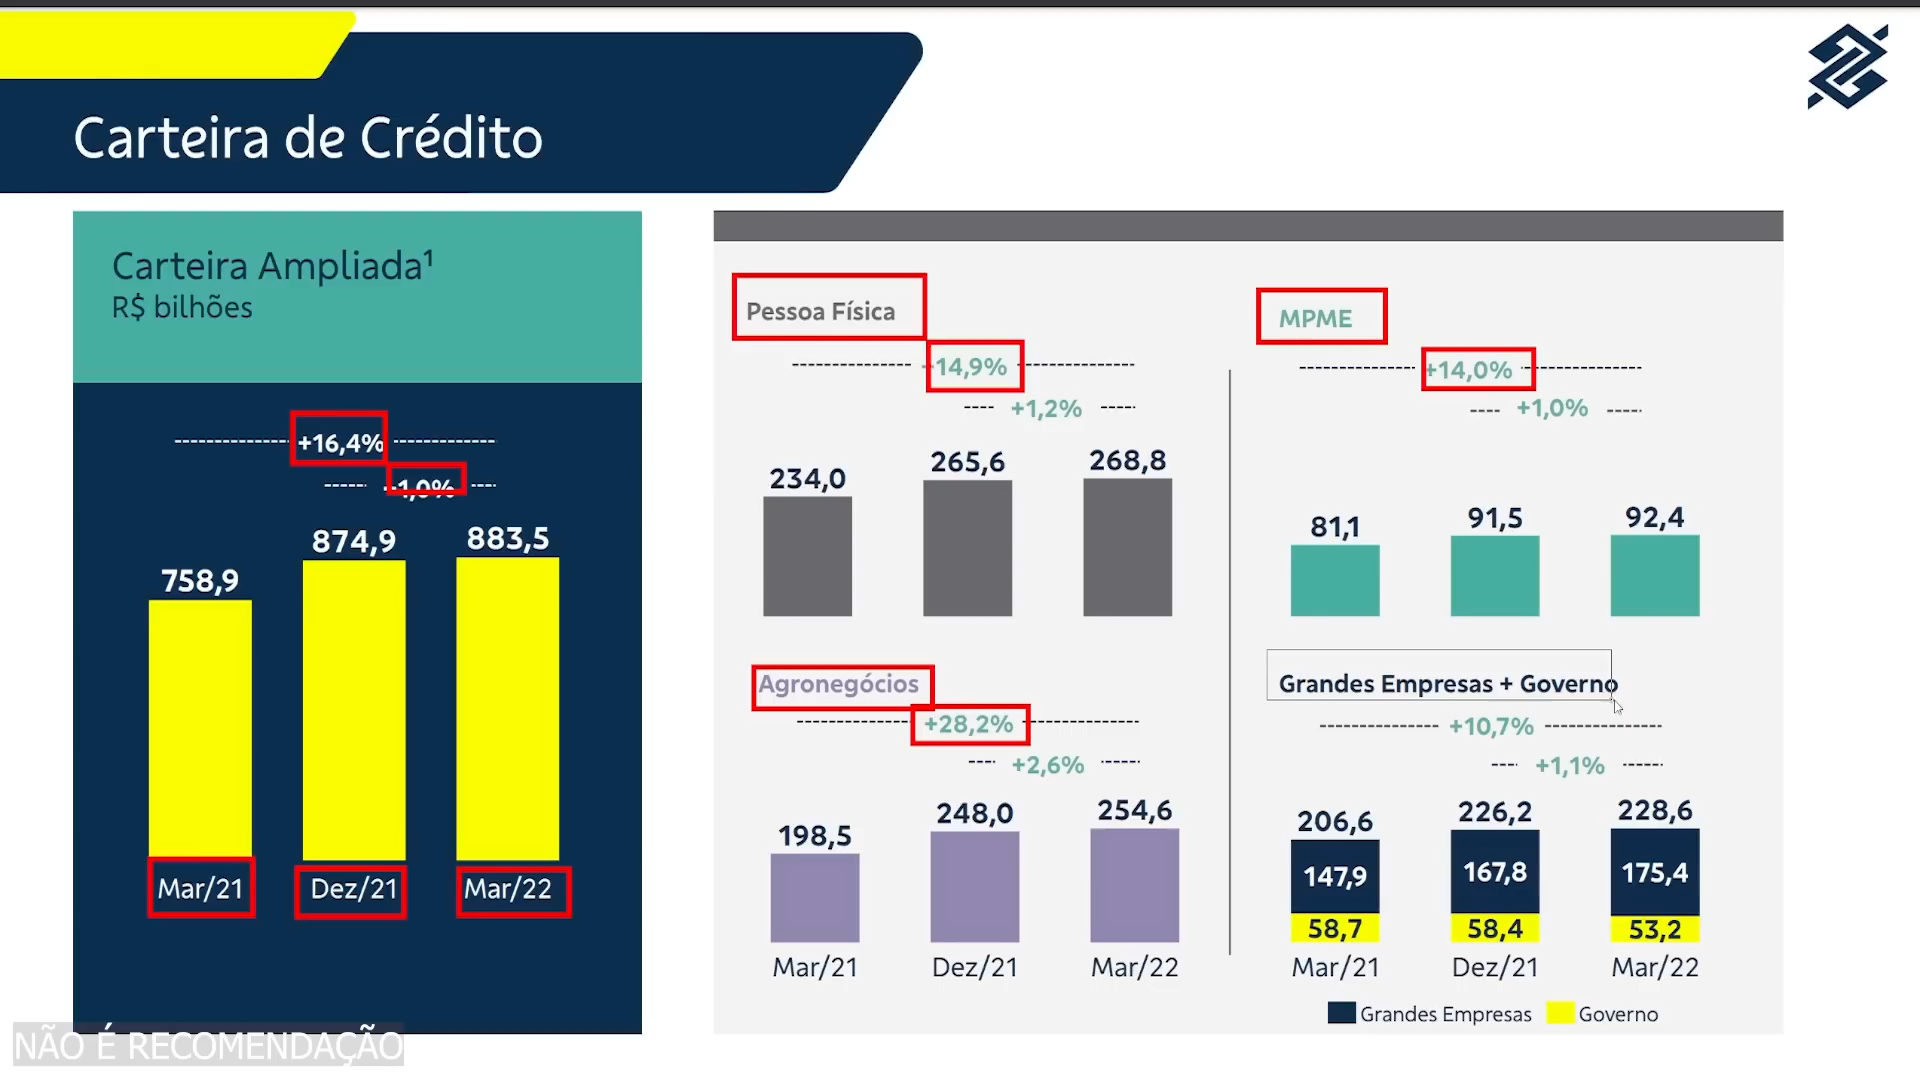 Carteira de Crédito
Carteira Ampliada¹
R$ bilhões
+16,4%
+1,0%
758,9
874,9
883,5
Mar/21
Dez/21
Mar/22
Pessoa Física
+14,9%
+1,2%
234,0
265,6
268,8
MPME
+14,0%
+1,0%
81,1
91,5
92,4
Agronegócios
+28,2%
+2,6%
198,5
248,0
254,6
Mar/21
Dez/21
Mar/22
Grandes Empresas + Governo
+10,7%
+1,1%
206,6
226,2
228,6
147,9
167,8
175,4
58,7
58,4
53,2
Mar/21
Dez/21
Mar/22
Grandes Empresas
Governo
NÃO É RECOMENDAÇÃO